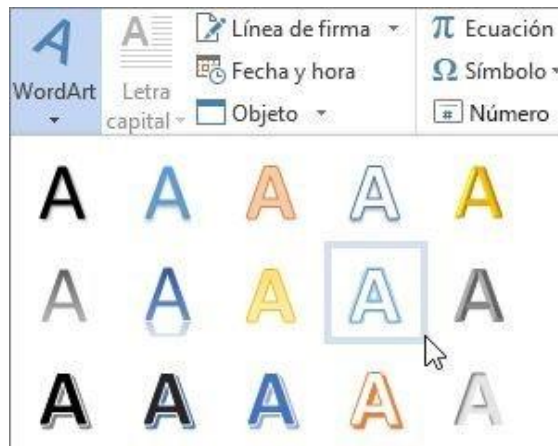 WordArt
Letra capital
Línea de firma
Fecha y hora
Objeto
π Ecuación
Ω Símbolo
# Número
A A A A A
A A A A A
A A A A A